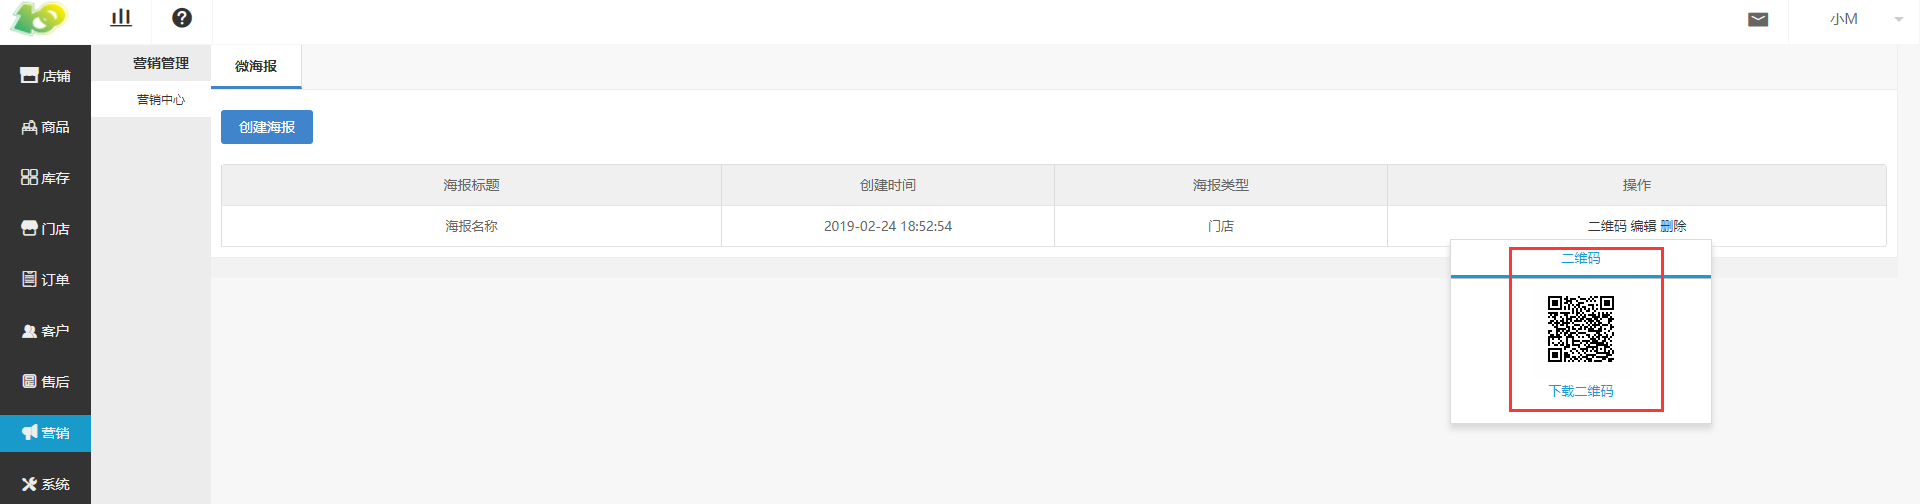 小M
店铺
商品
库存
门店
订单
客户
售后
营销
系统
营销管理
营销中心
微海报
创建海报
海报标题 创建时间 海报类型 操作
海报名称 2019-02-24 18:52:54 门店 二维码 编辑 删除
二维码
下载二维码